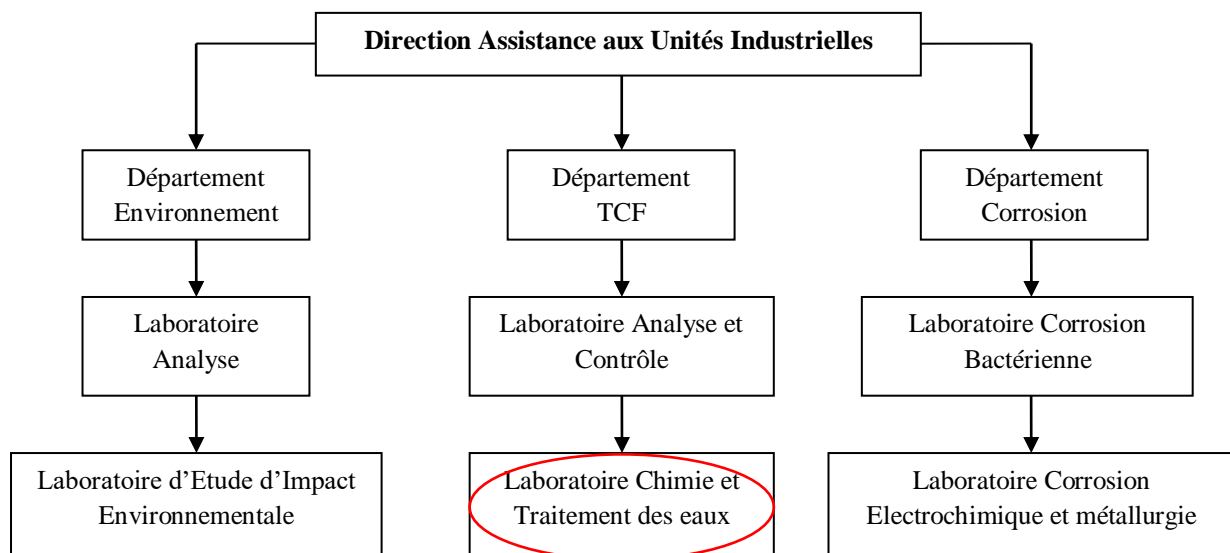 Direction Assistance aux Unités Industrielles
Département
Environnement
Département
TCF
Département
Corrosion
Laboratoire
Analyse
Laboratoire Analyse et
Contrôle
Laboratoire Corrosion
Bactérienne
Laboratoire d’Etude d’Impact
Environnementale
Laboratoire Chimie et
Traitement des eaux
Laboratoire Corrosion
Electrochimique et métallurgie